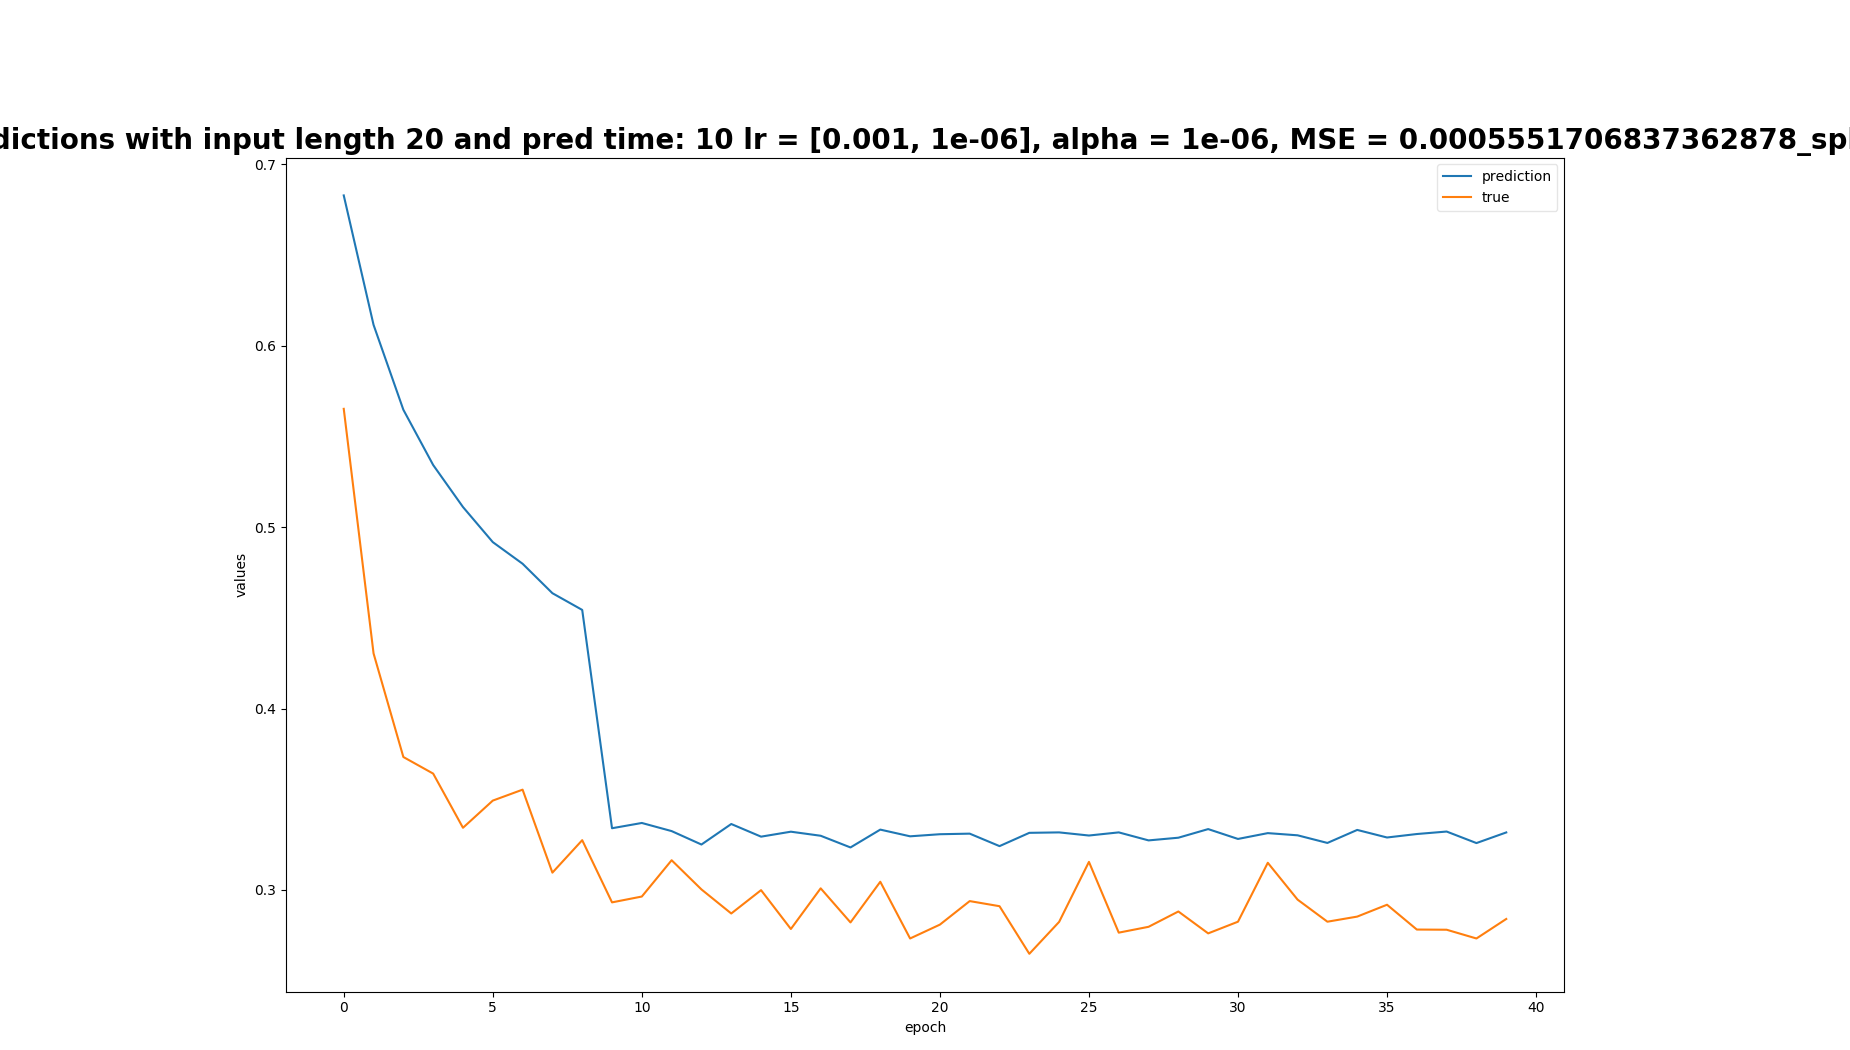 dictions with input length 20 and pred time: 10 lr = [0.001, 1e-06], alpha = 1e-06, MSE = 0.0005551706837362878_spl
prediction
true
0.7
0.6
0.5
0.4
0.3
values
0 5 10 15 20 25 30 35 40
epoch